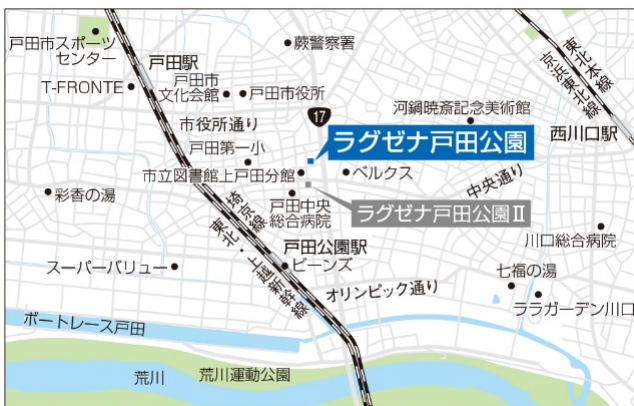 戸田市スポーツ
センター
戸田駅
蕨警察署
東北本線
京浜東北線
T-FRONTE
戸田市
文化会館
戸田市役所
17
河鍋暁斎記念美術館
市役所通り
西川口駅
戸田第一小
ラグゼナ戸田公園
市立図書館上戸田分館
ベルクス
中央通り
彩香の湯
戸田中央
総合病院
ラグゼナ戸田公園Ⅱ
埼京線
東北・上越新幹線
戸田公園駅
川口総合病院
スーパーバリュー
ビーンズ
七福の湯
オリンピック通り
ララガーデン川口
ボートレース戸田
荒川
荒川運動公園